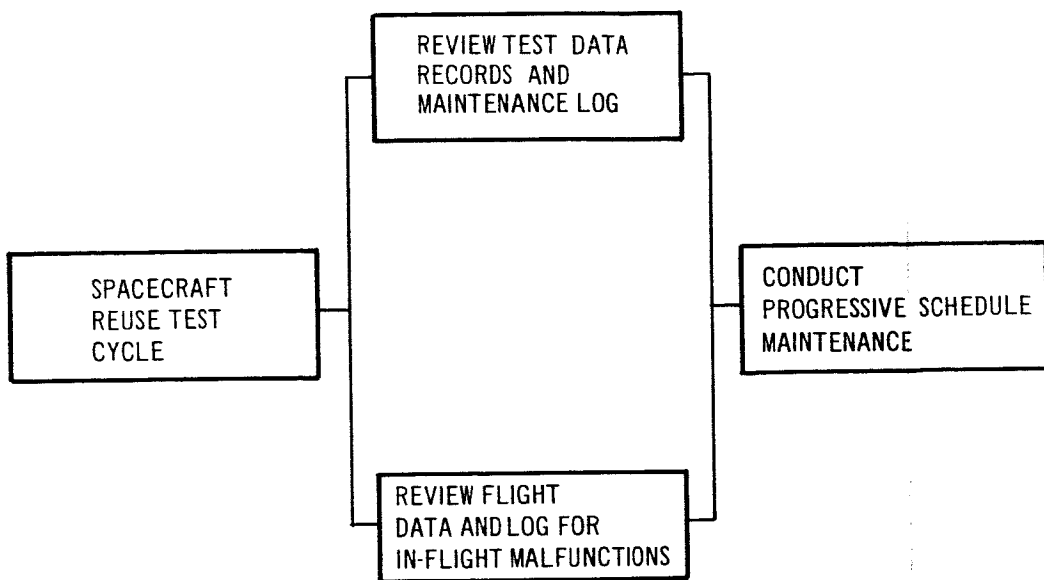 REVIEW TEST DATA
RECORDS AND
MAINTENANCE LOG
SPACECRAFT
REUSE TEST
CYCLE
CONDUCT
PROGRESSIVE SCHEDULE
MAINTENANCE
REVIEW FLIGHT
DATA AND LOG FOR
IN-FLIGHT MALFUNCTIONS